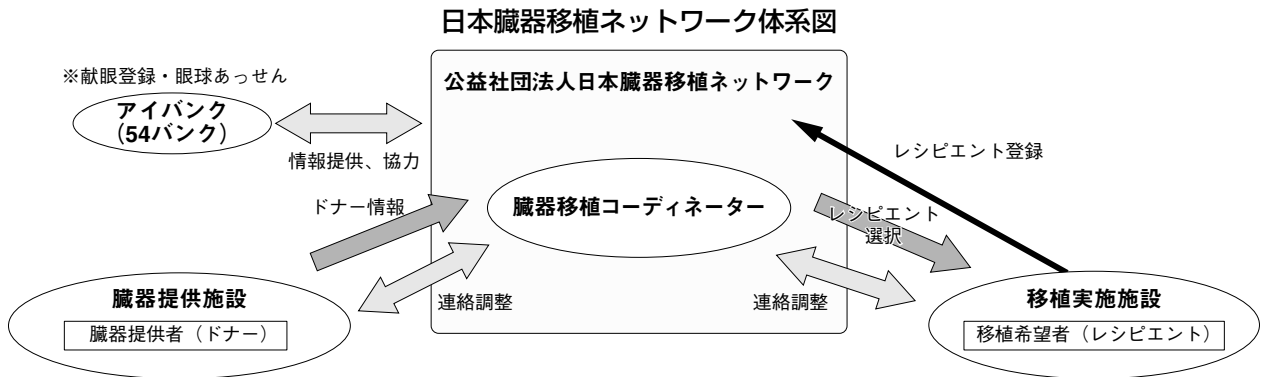 日本臓器移植ネットワーク体系図
※献眼登録・眼球あっせん
アイバンク
（54バンク）
情報提供、協力
公益社団法人日本臓器移植ネットワーク
レシピエント登録
ドナー情報
臓器移植コーディネーター
レシピエント
選択
臓器提供施設
臓器提供者（ドナー）
連絡調整
連絡調整
移植実施施設
移植希望者（レシピエント）